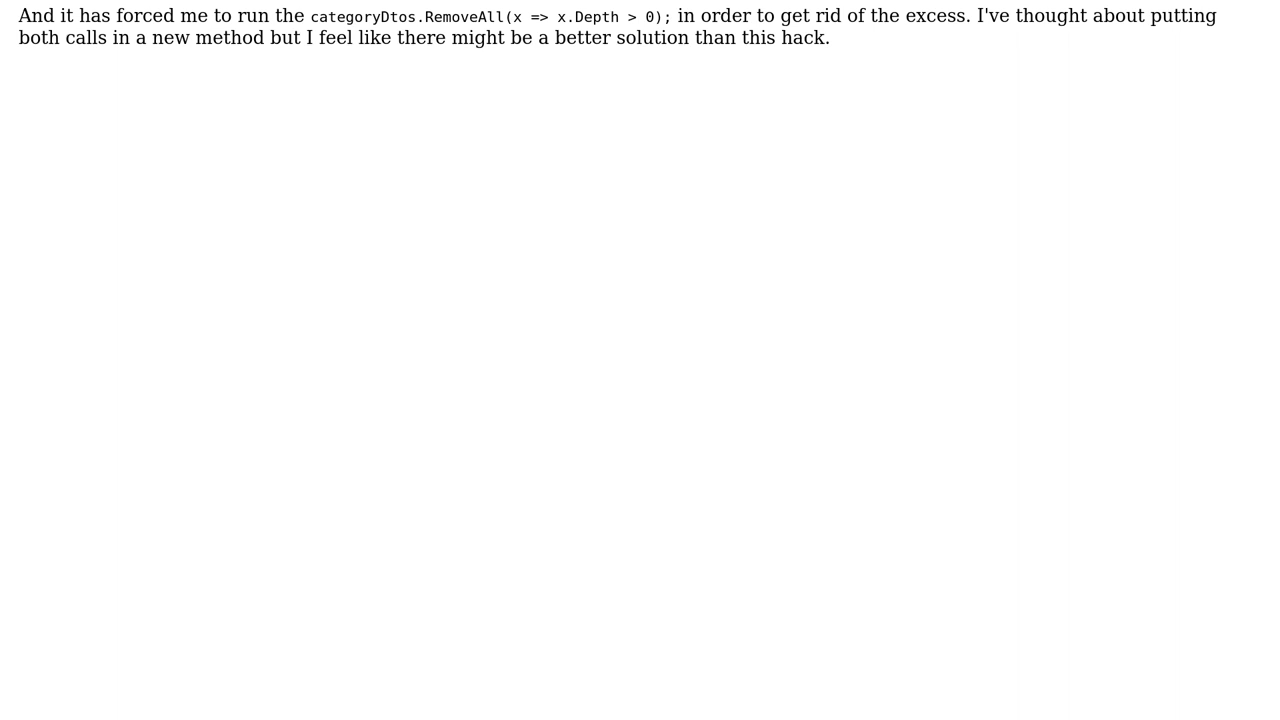 And it has forced me to run the categoryDtos.RemoveAll(x => x.Depth > 0); in order to get rid of the excess. I've thought about putting
both calls in a new method but I feel like there might be a better solution than this hack.